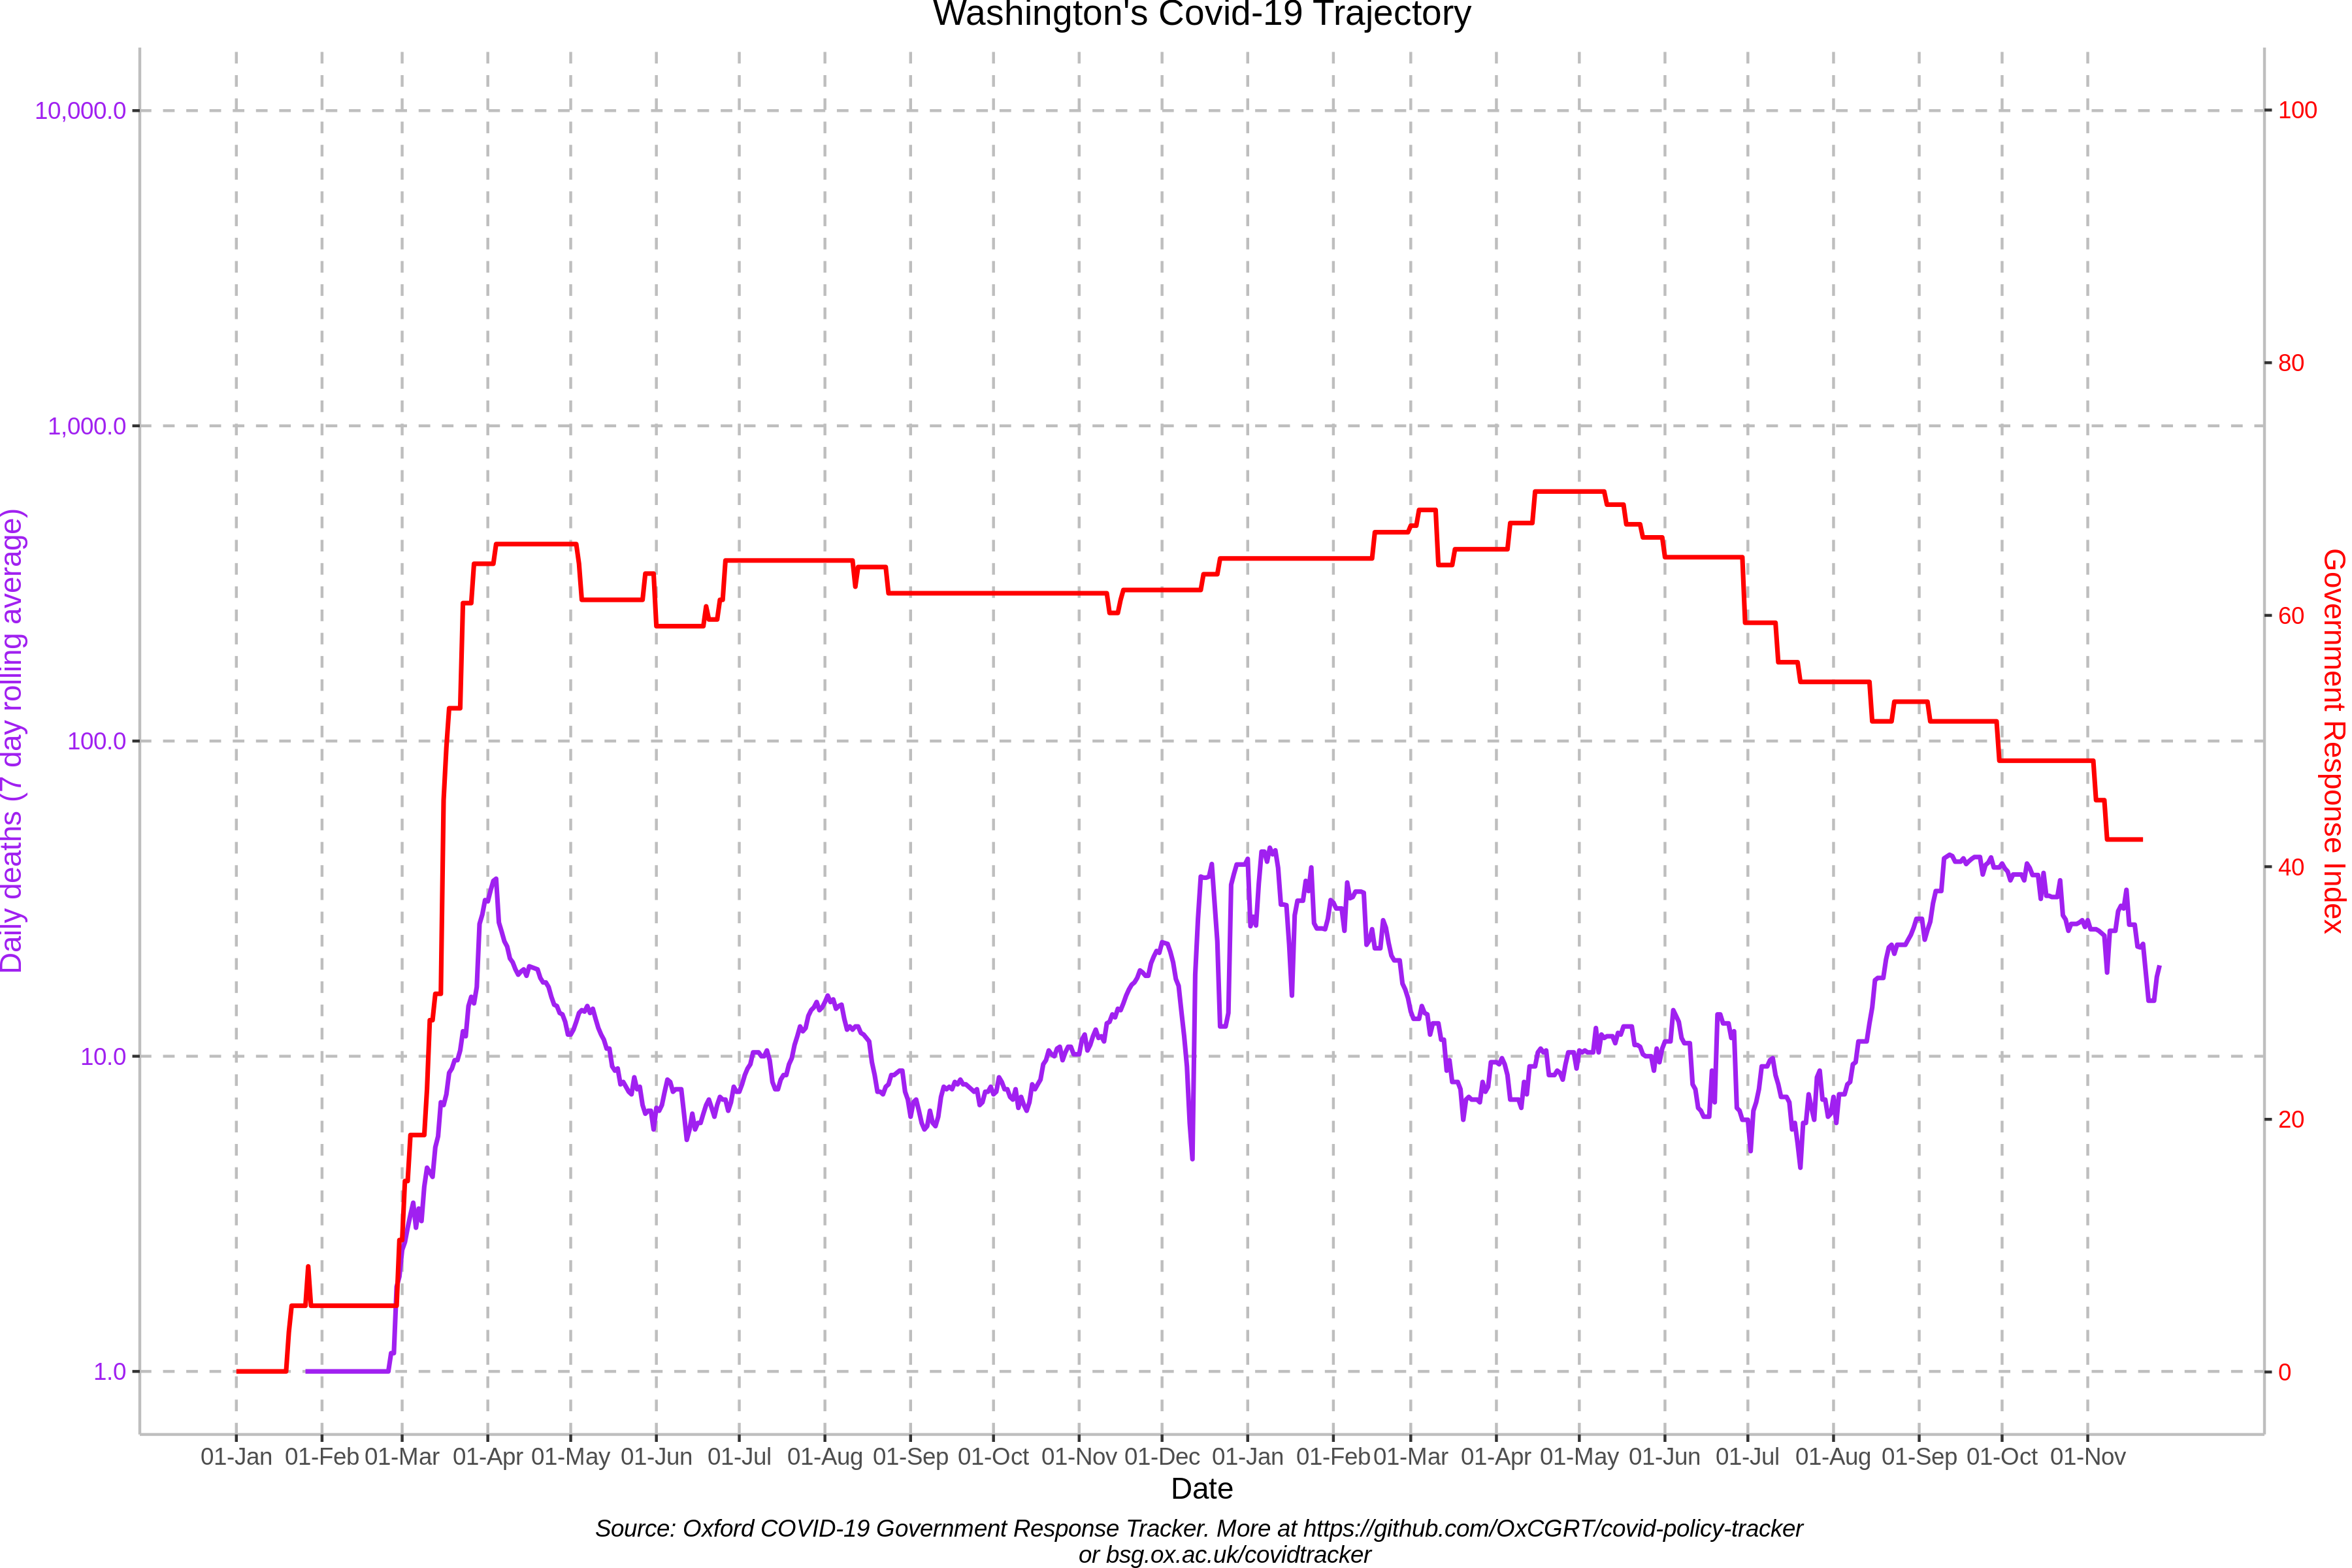 Washington's Covid-19 Trajectory
10,000.0
1,000.0
100.0
10.0
1.0
Daily deaths (7 day rolling average)
100
80
60
40
20
0
Government Response Index
01-Jan 01-Feb 01-Mar 01-Apr 01-May 01-Jun 01-Jul 01-Aug 01-Sep 01-Oct 01-Nov 01-Dec 01-Jan 01-Feb 01-Mar 01-Apr 01-May 01-Jun 01-Jul 01-Aug 01-Sep 01-Oct 01-Nov
Date
Source: Oxford COVID-19 Government Response Tracker. More at https://github.com/OxCGRT/covid-policy-tracker
or bsg.ox.ac.uk/covidtracker